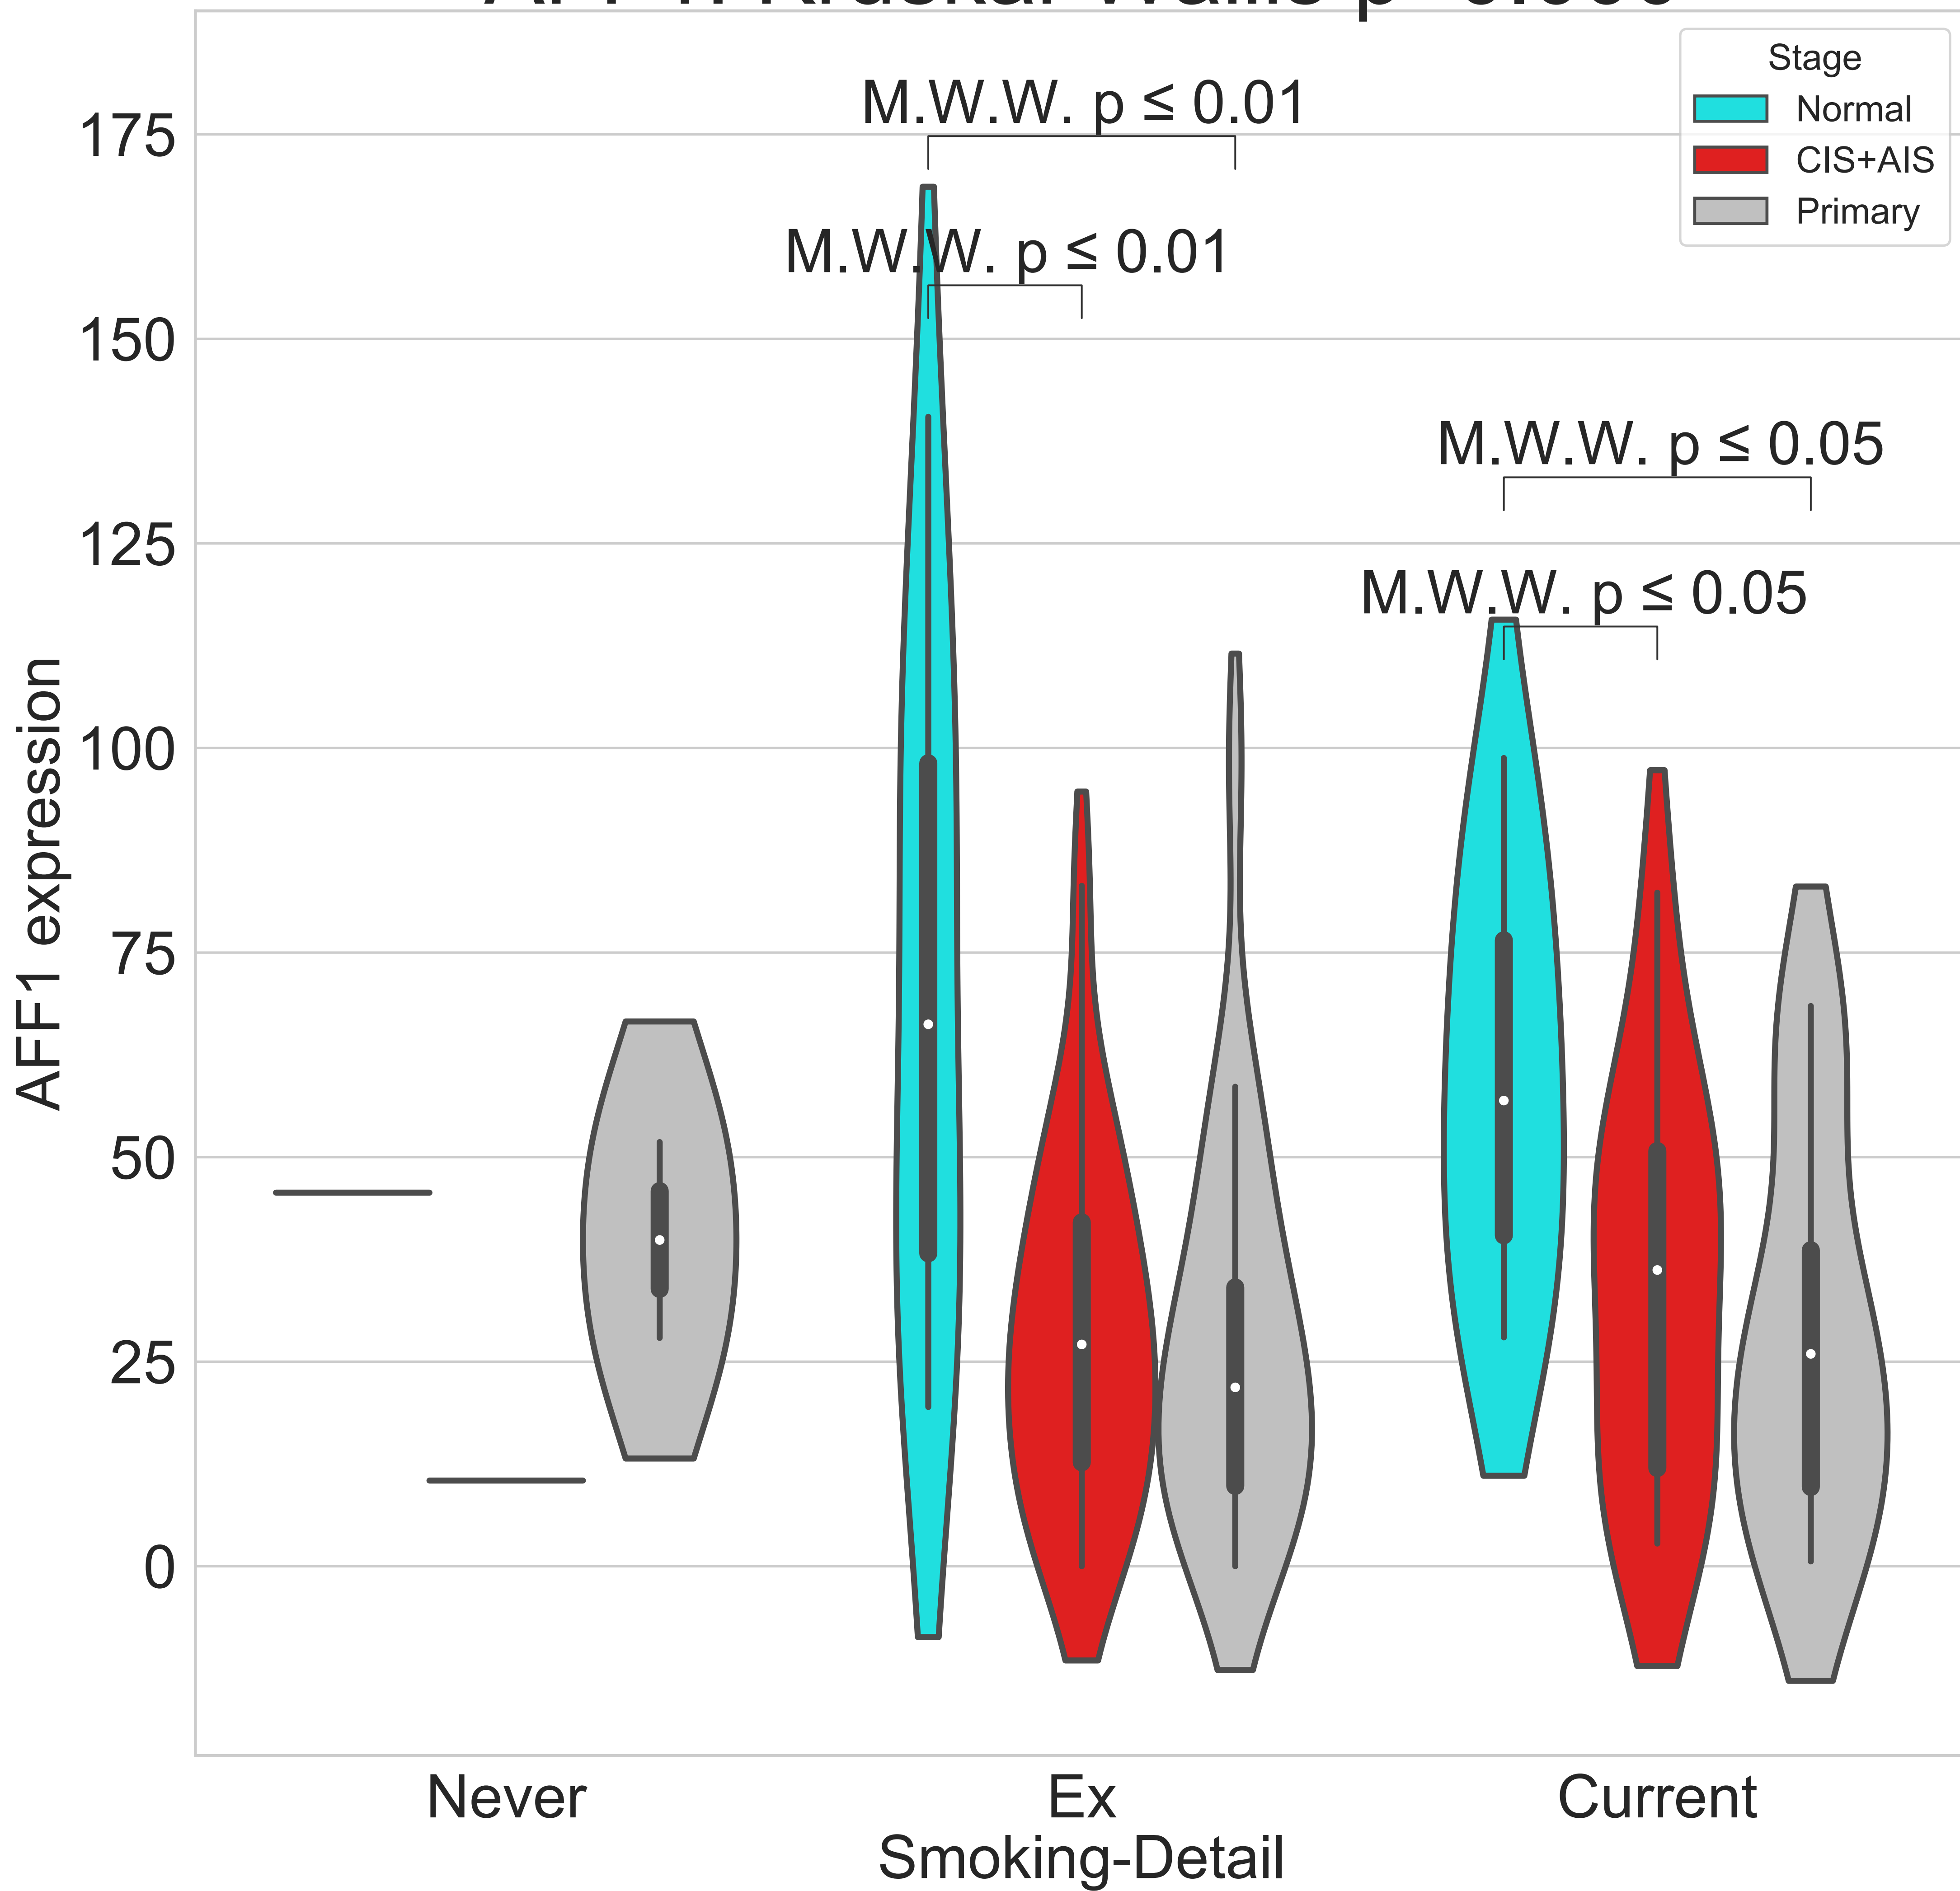 Stage
Normal
CIS+AIS
Primary
M.W.W. p ≤ 0.01
M.W.W. p ≤ 0.01
M.W.W. p ≤ 0.05
M.W.W. p ≤ 0.05
175
150
125
100
75
50
25
0
AFF1 expression
Never
Ex
Current
Smoking-Detail